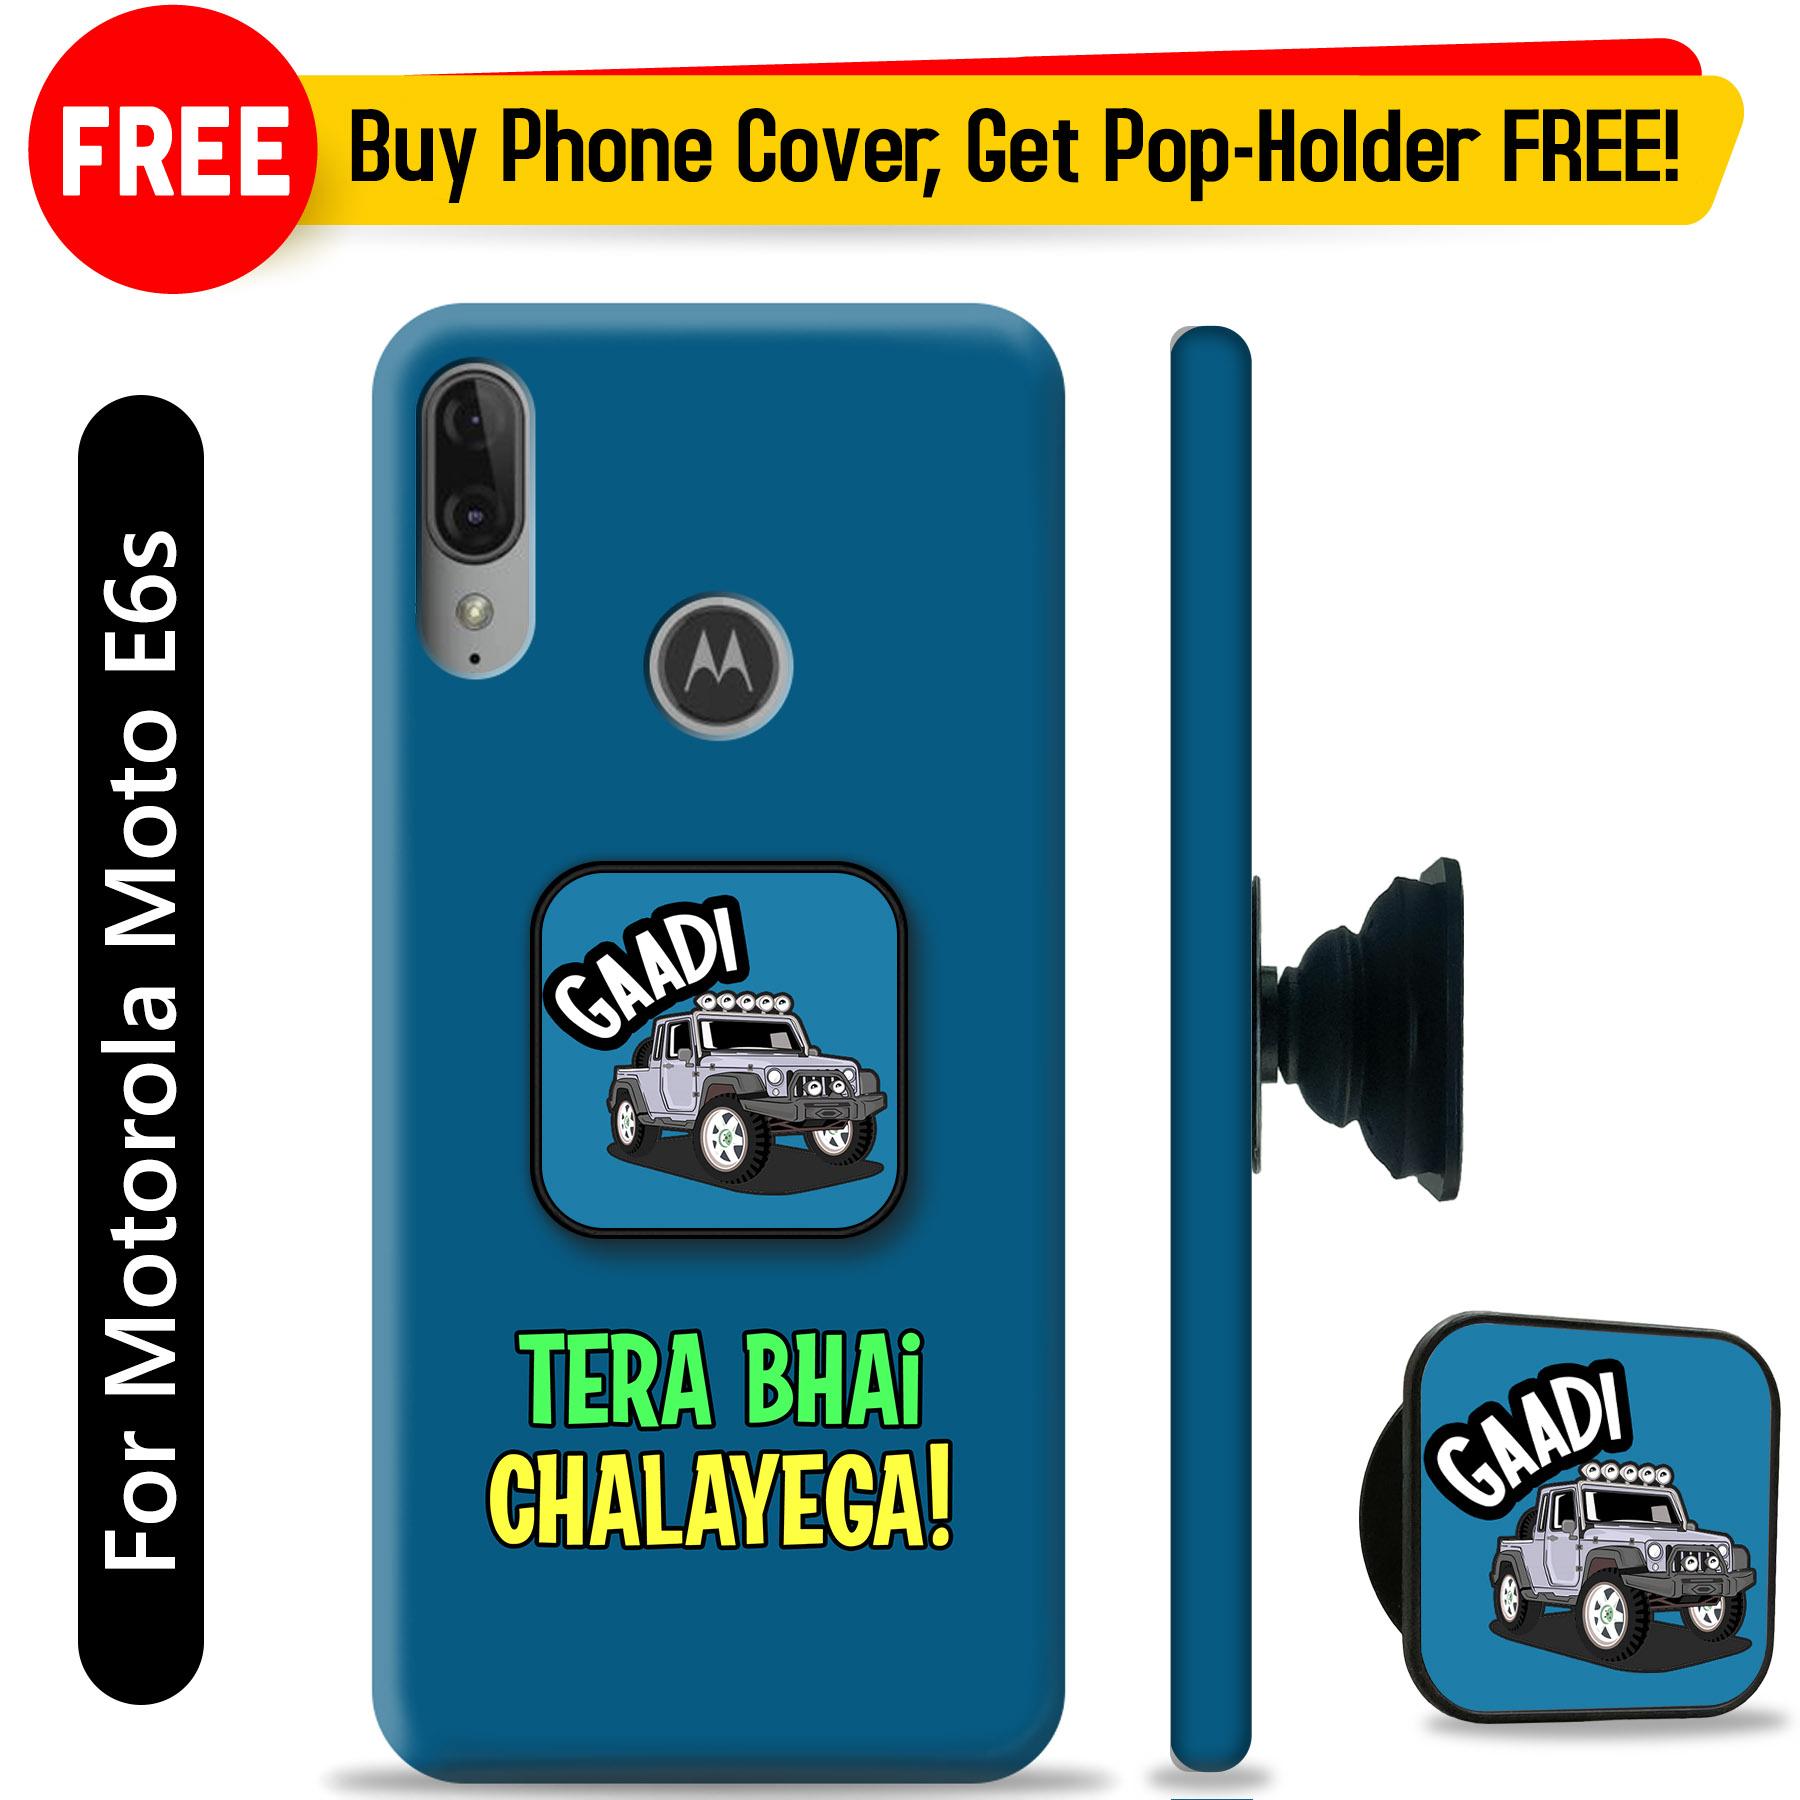 FREE
Buy Phone Cover, Get Pop-Holder FREE!
For Motorola Moto E6s
GAADI
TERA BHAi
CHALAYEGA!
GAADI